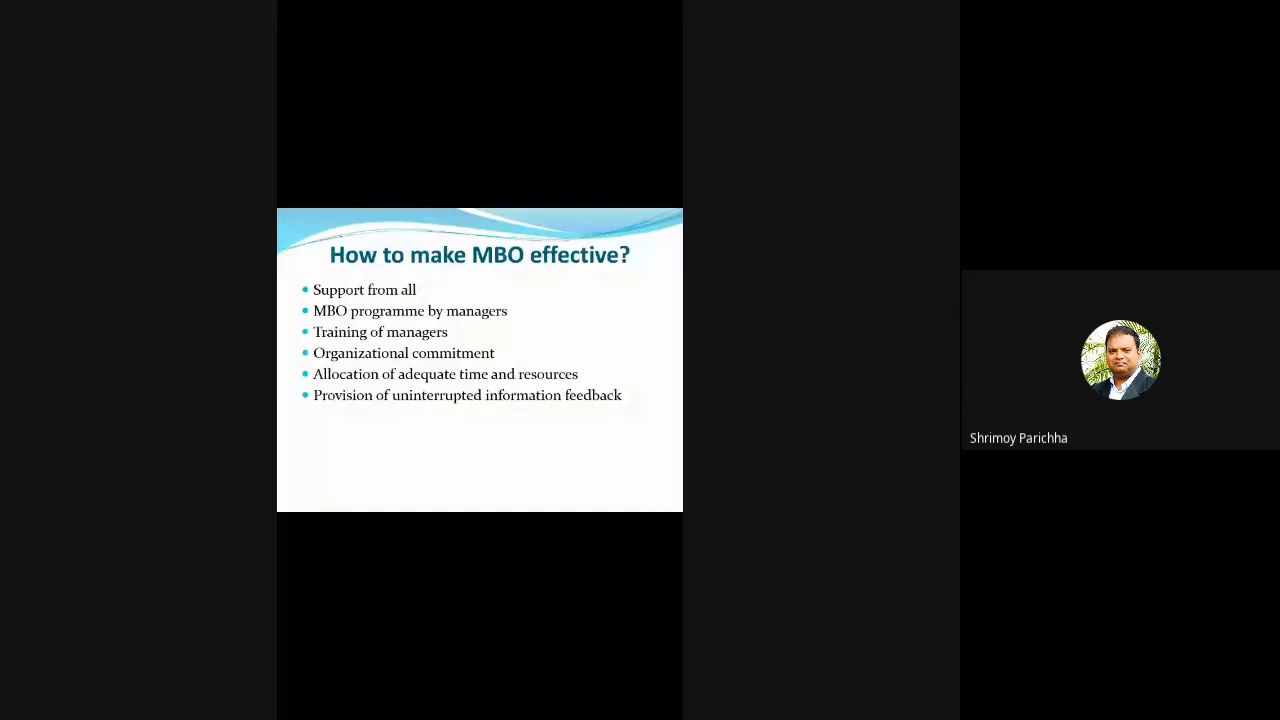 How to make MBO effective?
Support from all
MBO programme by managers
Training of managers
Organizational commitment
Allocation of adequate time and resources
Provision of uninterrupted information feedback
Shrimoy Parichha